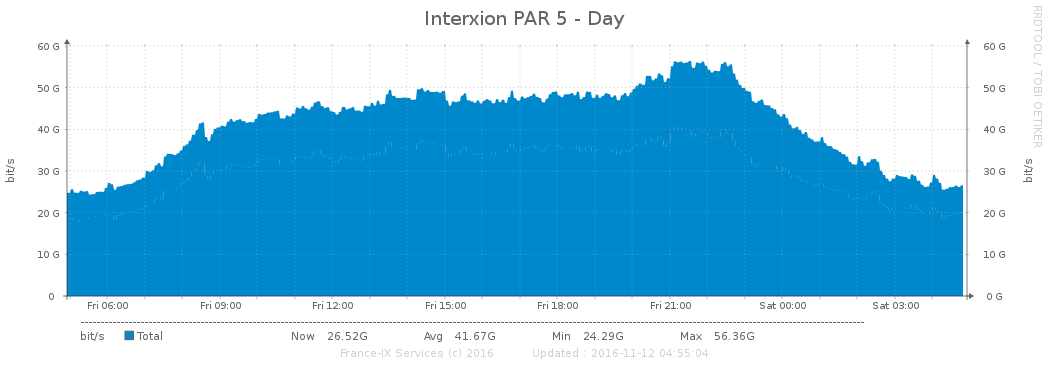 Interxion PAR 5 - Day
RRDTOOL / TOBI OETIKER
60 G 60 G
50 G 50 G
40 G 40 G
30 G 30 G
20 G 20 G
10 G 10 G
0 0 G
bit/s bit/s
Fri 06:00 Fri 09:00 Fri 12:00 Fri 15:00 Fri 18:00 Fri 21:00 Sat 00:00 Sat 03:00
bit/s Total Now 26.52G Avg 41.67G Min 24.29G Max 56.36G
France-IX Services (c) 2016 Updated : 2016-11-12 04:55:04